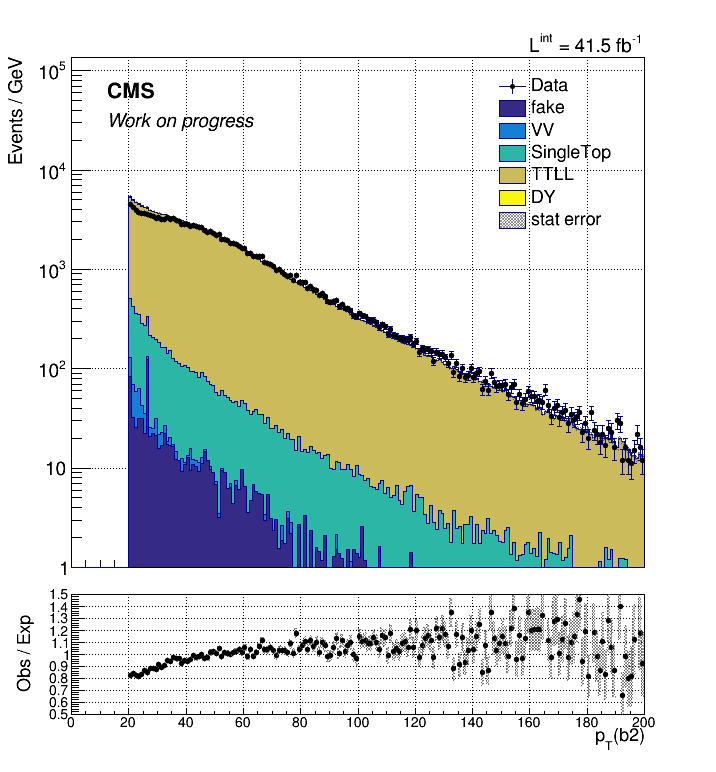 L^int = 41.5 fb^-1
Events / GeV
CMS
Work on progress
Data
fake
VV
SingleTop
TTLL
DY
stat error
10^5
10^4
10^3
10^2
10
1
Obs / Exp
1.5
1.4
1.3
1.2
1.1
1
0.9
0.8
0.7
0.6
0.5
0 20 40 60 80 100 120 140 160 180 200
p_T(b2)